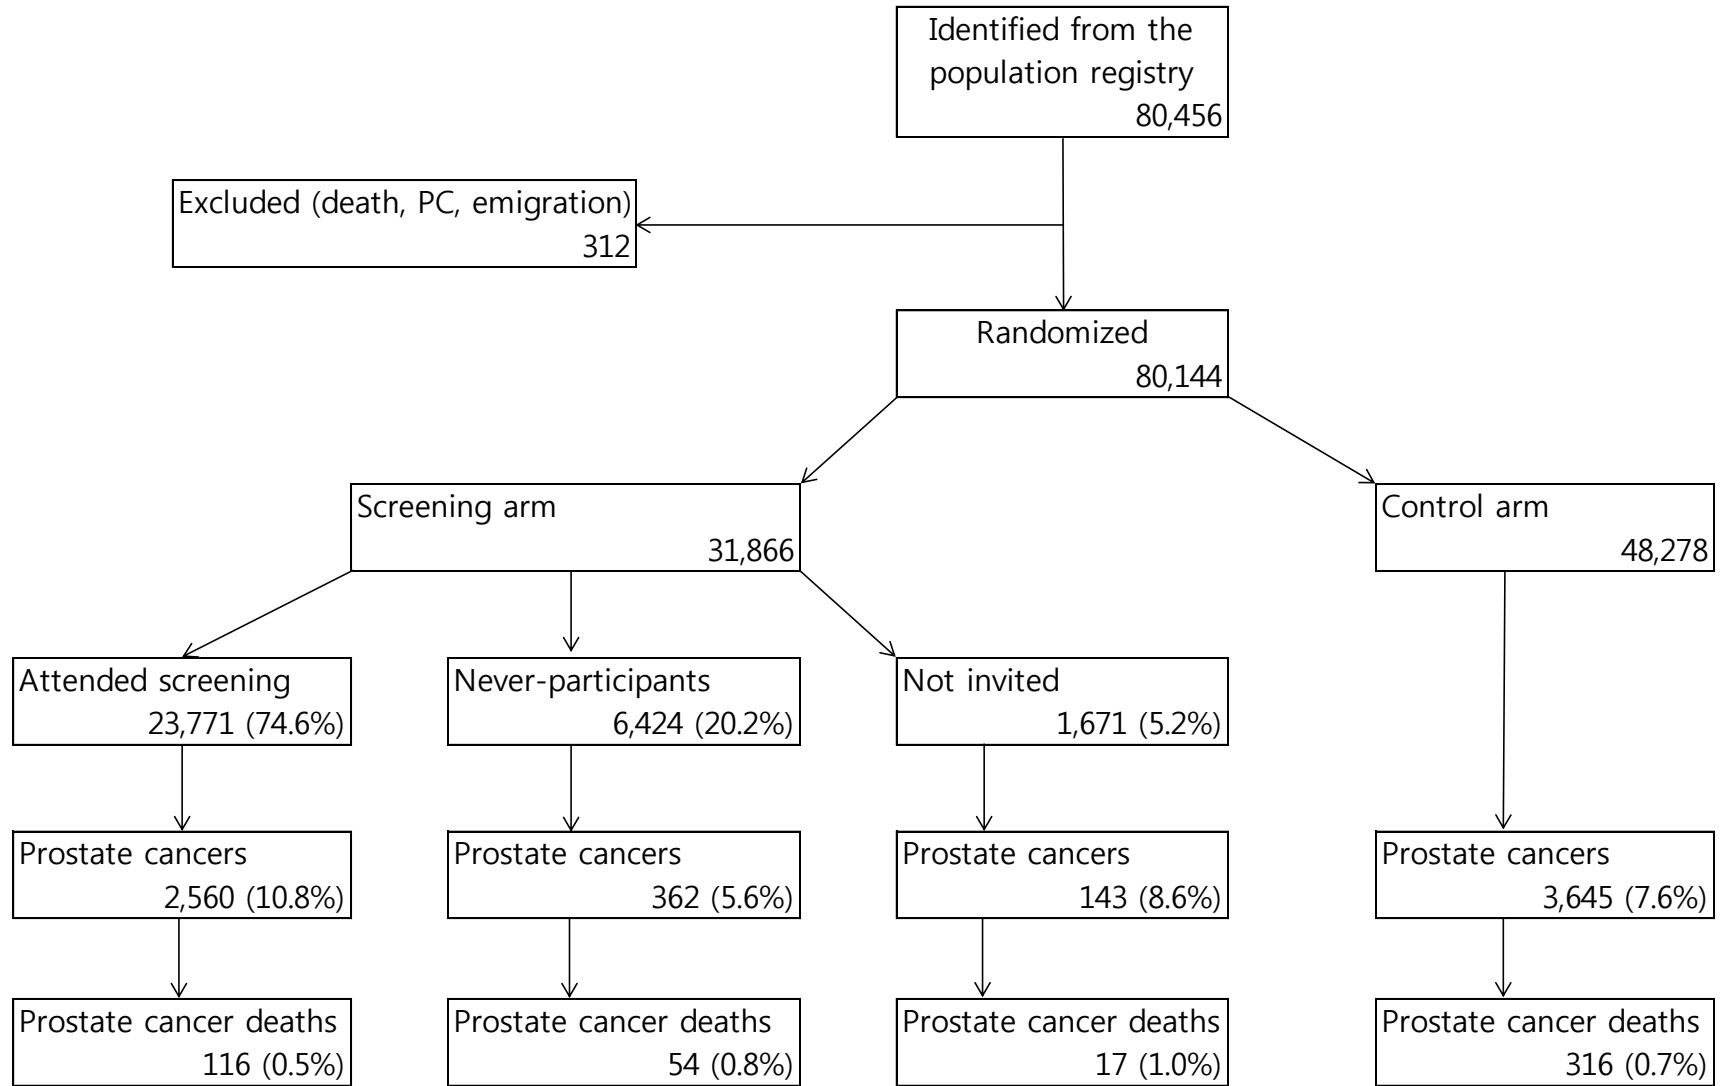 Identified from the
population registry
80,456
Excluded (death, PC, emigration)
312
Randomized
80,144
Screening arm
31,866
Control arm
48,278
Attended screening
23,771 (74.6%)
Never-participants
6,424 (20.2%)
Not invited
1,671 (5.2%)
Prostate cancers
2,560 (10.8%)
Prostate cancers
362 (5.6%)
Prostate cancers
143 (8.6%)
Prostate cancers
3,645 (7.6%)
Prostate cancer deaths
116 (0.5%)
Prostate cancer deaths
54 (0.8%)
Prostate cancer deaths
17 (1.0%)
Prostate cancer deaths
316 (0.7%)